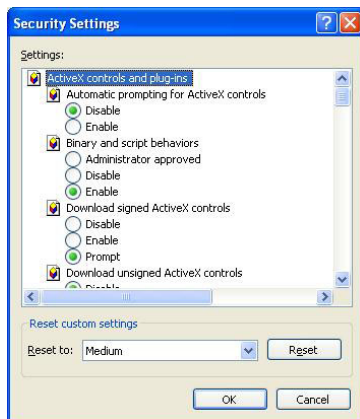 Security Settings
Settings:
ActiveX controls and plug-ins
Automatic prompting for ActiveX controls
Disable
Enable
Binary and script behaviors
Administrator approved
Disable
Enable
Download signed ActiveX controls
Disable
Enable
Prompt
Download unsigned ActiveX controls
Disable
Reset custom settings
Reset to: Medium Reset
OK Cancel